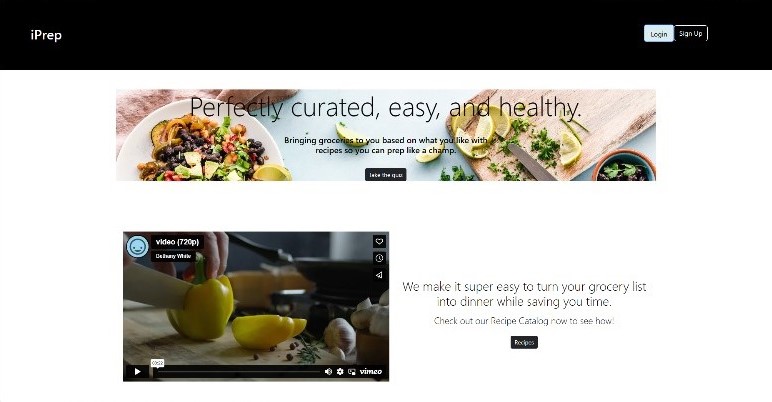 iPrep
Login
Sign Up
Perfectly curated, easy, and healthy.
Bringing groceries to you based on what you like with
recipes so you can prep like a champ.
Take the quiz
video (720p)
Bethany White
We make it super easy to turn your grocery list
into dinner while saving you time.
Check out our Recipe Catalog now to see how!
Recipes
vimeo